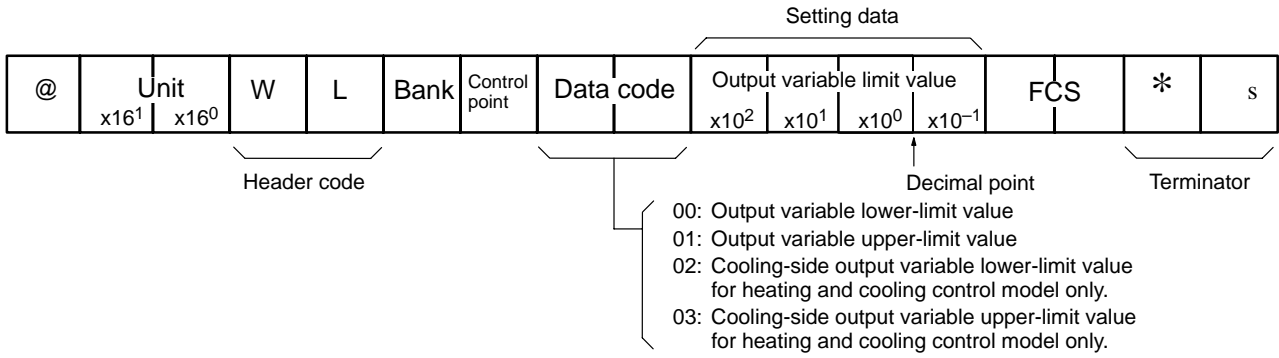 Setting data
@ Unit W L Bank Control point Data code Output variable limit value FCS * s
x16¹ x16⁰ x10² x10¹ x10⁰ x10⁻¹
Header code Decimal point Terminator
00: Output variable lower-limit value
01: Output variable upper-limit value
02: Cooling-side output variable lower-limit value
for heating and cooling control model only.
03: Cooling-side output variable upper-limit value
for heating and cooling control model only.